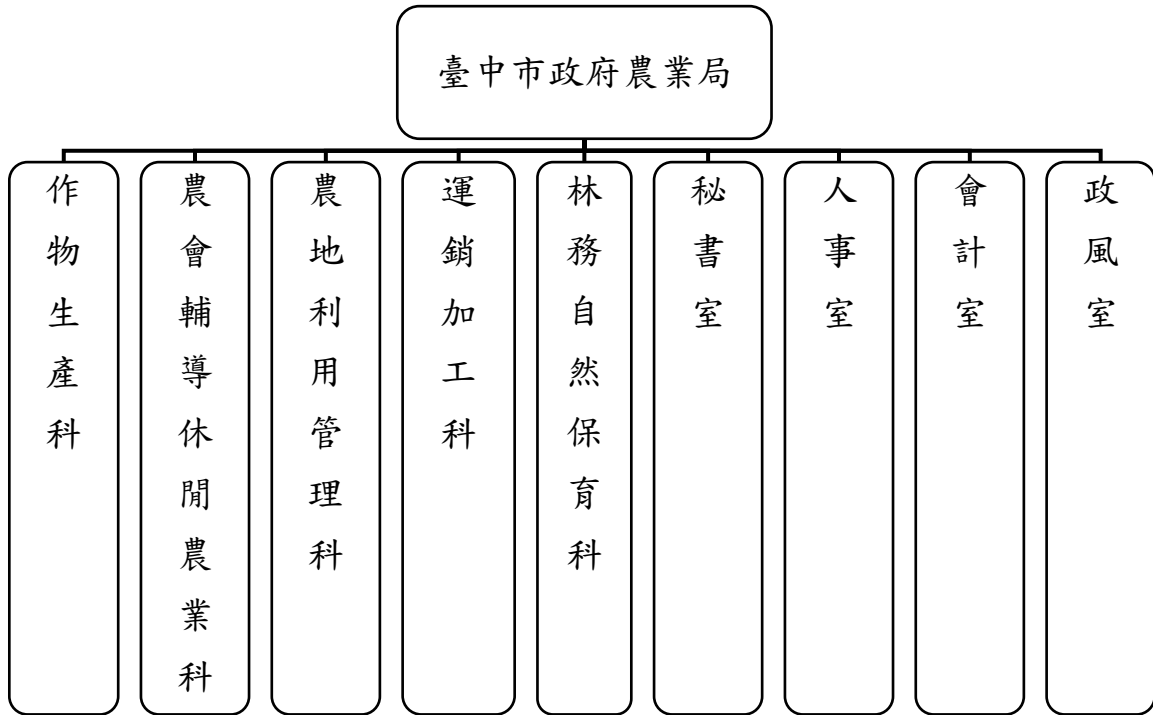 臺中市政府農業局
作物生產科
農會輔導休閒農業科
農地利用管理科
運銷加工科
林務自然保育科
秘書室
人事室
會計室
政風室